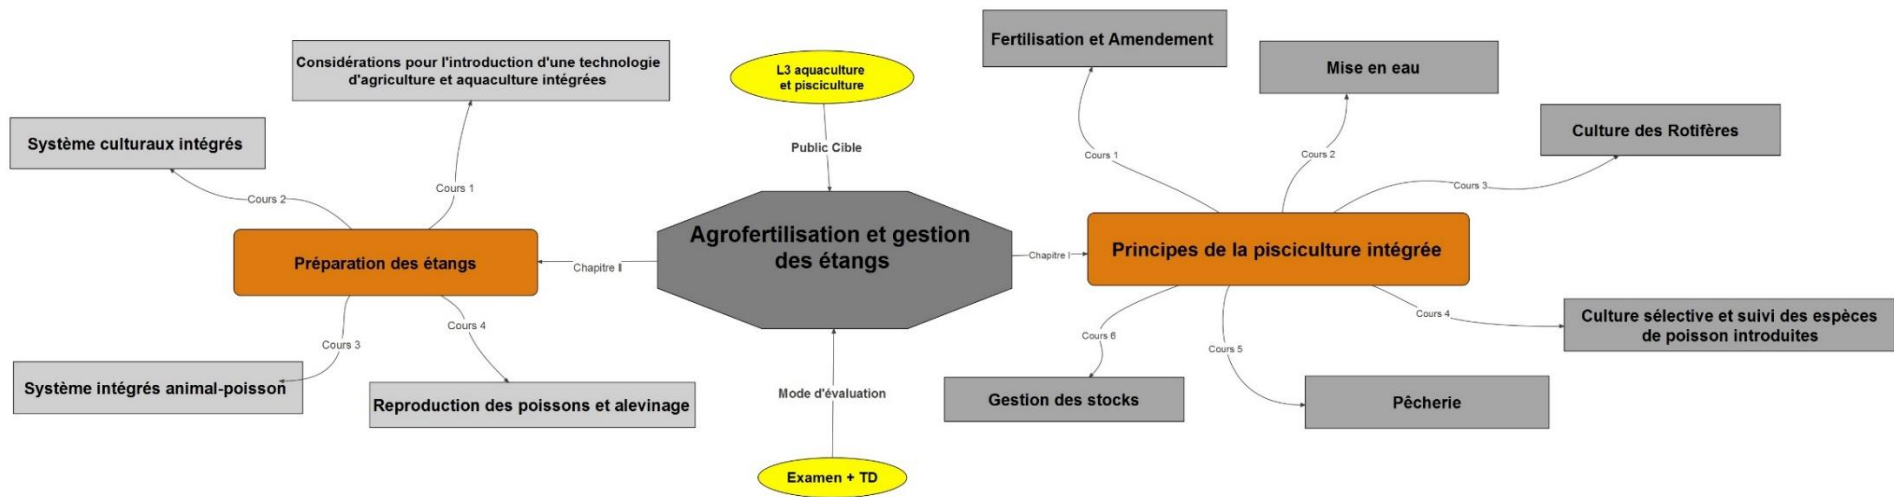 Considérations pour l'introduction d'une technologie
d'agriculture et aquaculture intégrées
Système culturaux intégrés
Cours 1
Cours 2
Préparation des étangs
Cours 3
Cours 4
Système intégrés animal-poisson
Reproduction des poissons et alevinage
Chapitre II
L3 aquaculture
et pisciculture
Public Cible
Agrofertilisation et gestion
des étangs
Mode d'évaluation
Examen + TD
Chapitre I
Fertilisation et Amendement
Mise en eau
Culture des Rotifères
Cours 1
Cours 2
Cours 3
Principes de la pisciculture intégrée
Cours 4
Cours 5
Cours 6
Culture sélective et suivi des espèces
de poisson introduites
Gestion des stocks
Pêcherie